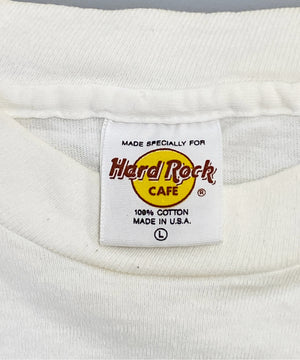 MADE SPECIALLY FOR
Hard Rock
CAFE ®
100% COTTON
MADE IN U.S.A.
L